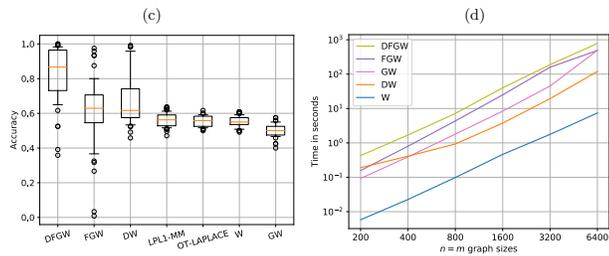 (c)
Accuracy
1,0
0,8
0,6
0,4
0,2
0,0
DFGW
FGW
DW
LPL1-MM
OT-LAPLACE
W
GW
(d)
Time in seconds
10³
10²
10¹
10⁰
10⁻¹
10⁻²
DFGW
FGW
GW
DW
W
200
400
800
1600
3200
6400
n = m graph sizes